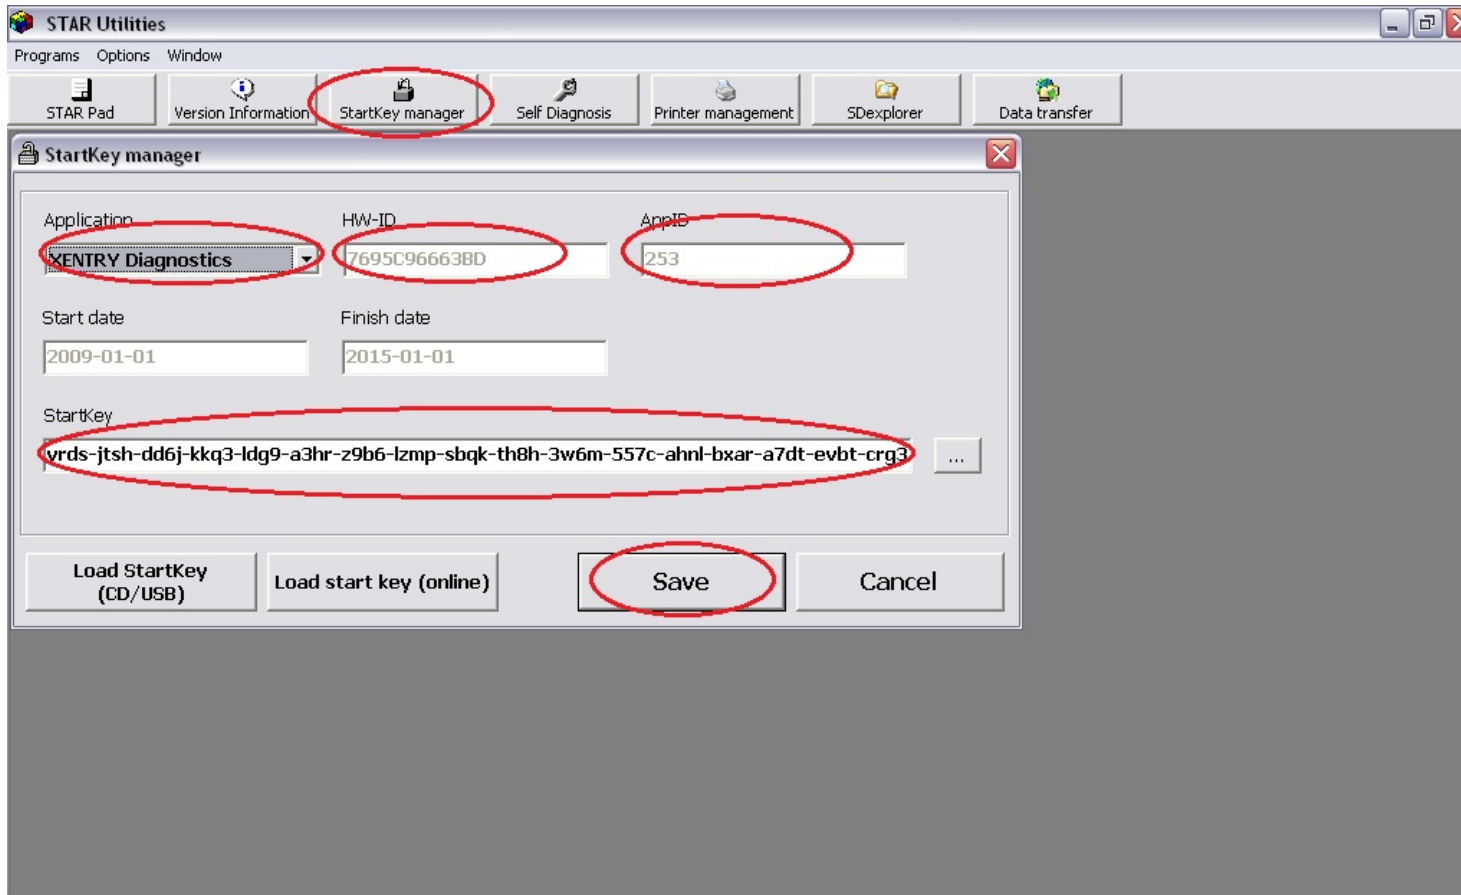 STAR Utilities
Programs Options Window
STAR Pad Version Information StartKey manager Self Diagnosis Printer management SDexplorer Data transfer
StartKey manager
Application HW-ID AppID
XENTRY Diagnostics 7695C96663BD 253
Start date Finish date
2009-01-01 2015-01-01
StartKey
vrds-jtsh-dd6j-kkq3-ldg9-a3hr-z9b6-lzmp-sbqk-th8h-3w6m-557c-ahnl-bxar-a7dt-evbt-crg3 ...
Load StartKey
(CD/USB) Load start key (online) Save Cancel